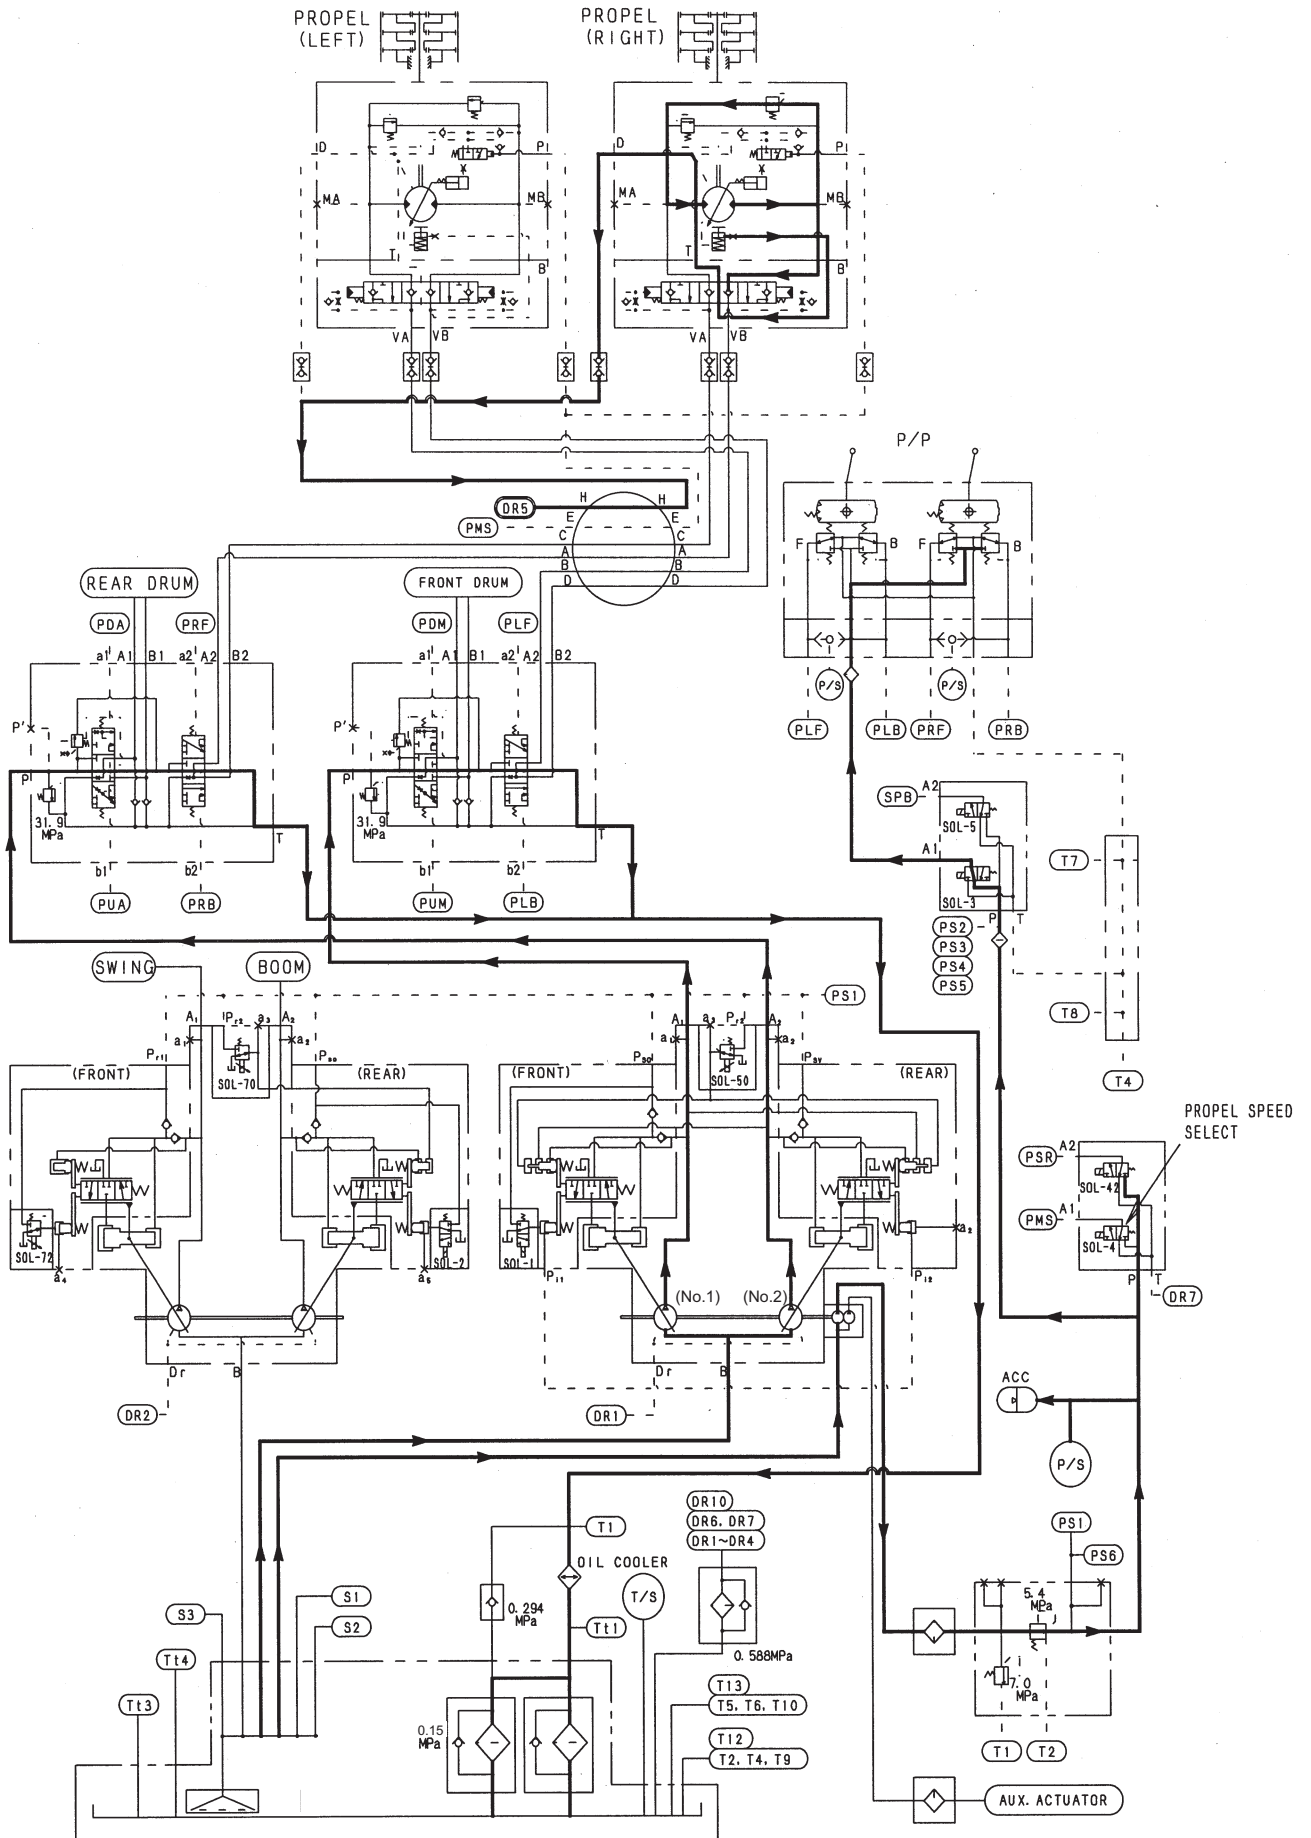 PROPEL
(LEFT)
PROPEL
(RIGHT)
D
P
MA
MB
T
B
VA
VB
D
P
MA
MB
T
B
VA
VB
P/P
F
B
F
B
P/S
P/S
PLF
PLB
PRF
PRB
H
H
DR5
E
E
PMS
C
C
A
A
B
B
D
D
REAR DRUM
FRONT DRUM
PDA
PRF
PDM
PLF
a1
A1
B1
a2
A2
B2
a1
A1
B1
a2
A2
B2
P'
P'
P
P
31.9
MPa
T
31.9
MPa
T
b1
b2
b1
b2
PUA
PRB
PUM
PLB
SPB
A2
SOL-5
A1
SOL-3
P
T
T7
PS2
PS3
PS4
PS5
T8
T4
SWING
BOOM
PS1
A1
Pr2
a3
A2
a1
a2
Pr1
(FRONT)
(REAR)
SOL-70
SOL-72
SOL-2
a4
a5
A1
a3
Pr2
A2
a1
a2
(FRONT)
(REAR)
SOL-50
SOL-1
Pi1
Pi2
a2
(No.1)
(No.2)
Dr
B
Dr
B
DR2
DR1
PROPEL SPEED
SELECT
PSR
A2
SOL-42
PMS
A1
SOL-4
P
T
DR7
ACC
P/S
PS1
PS6
5.4
MPa
7.0
MPa
T1
T2
AUX. ACTUATOR
T1
OIL COOLER
T/S
DR10
DR6, DR7
DR1~DR4
0.294
MPa
Tt1
0.588MPa
S3
S1
S2
Tt4
Tt3
0.15
MPa
T13
T5, T6, T10
T12
T2, T4, T9